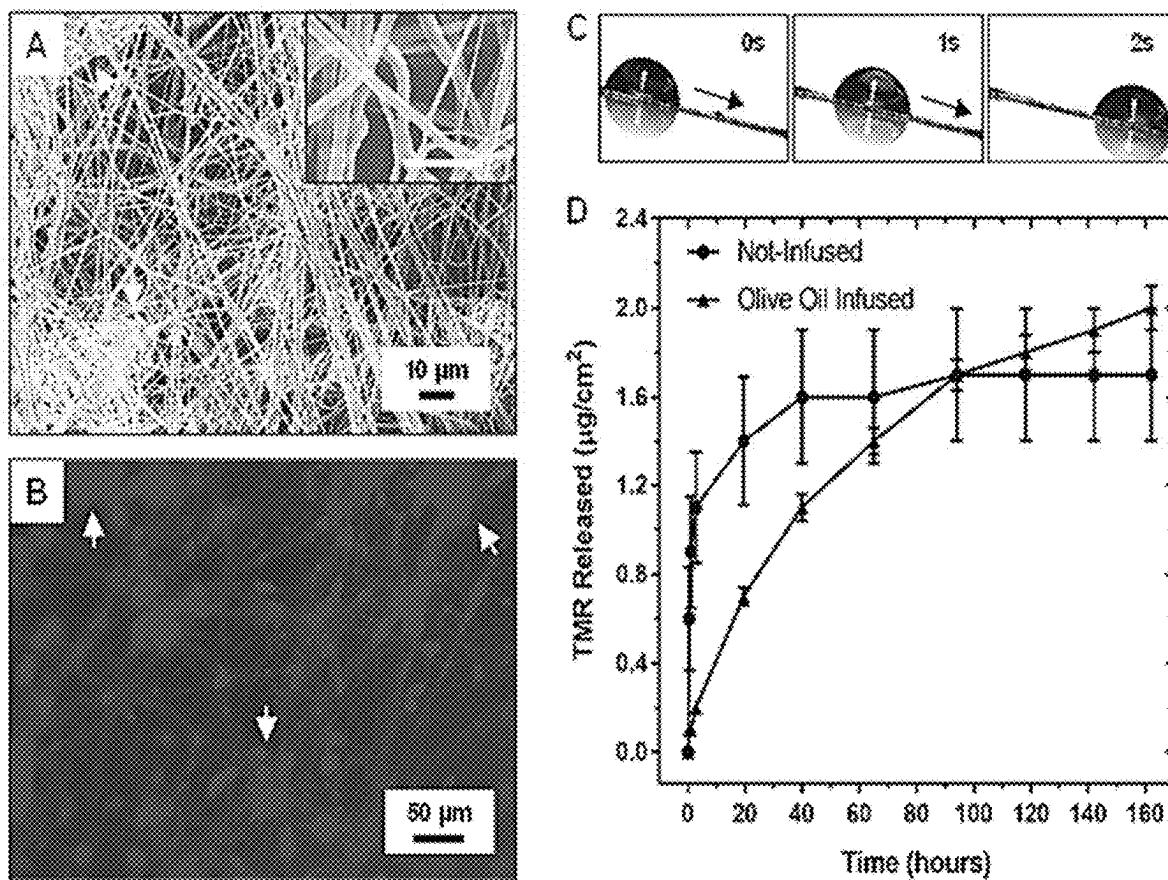 A
10 µm
B
50 µm
C
0s
1s
2s
D
2.4
2.0
1.6
1.2
0.8
0.4
0.0
TMR Released (µg/cm²)
Not-Infused
Olive Oil Infused
0 20 40 60 80 100 120 140 160
Time (hours)